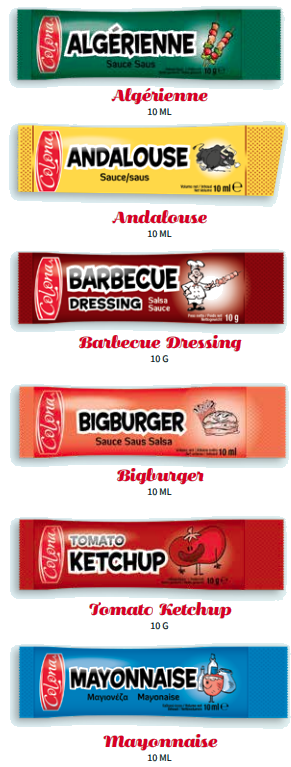 Colona
ALGÉRIENNE
Sauce Saus
10 g e
Algérienne
10 ML
Colona
ANDALOUSE
Sauce/saus
10 ml e
Andalouse
10 ML
Colona
BARBECUE
DRESSING Salsa
Sauce
10 g
Barbecue Dressing
10 G
Colona
BIGBURGER
Sauce Saus Salsa
10 ml
Bigburger
10 ML
Colona
TOMATO
KETCHUP
10 g e
Tomato Ketchup
10 G
Colona
MAYONNAISE
Μαγιονέζα Mayonnaise
10 ml e
Mayonnaise
10 ML